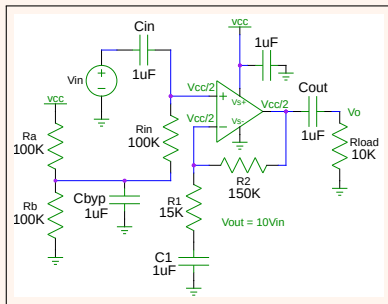 vcc
Cin
1uF
1uF
Vin
vcc
Vcc/2
Vcc/2
+
−
Vs+
Vs-
Vcc/2
Cout
1uF
Vo
Ra
100K
Rin
100K
Rload
10K
R2
150K
Rb
100K
Cbyp
1uF
R1
15K
Vout = 10Vin
C1
1uF